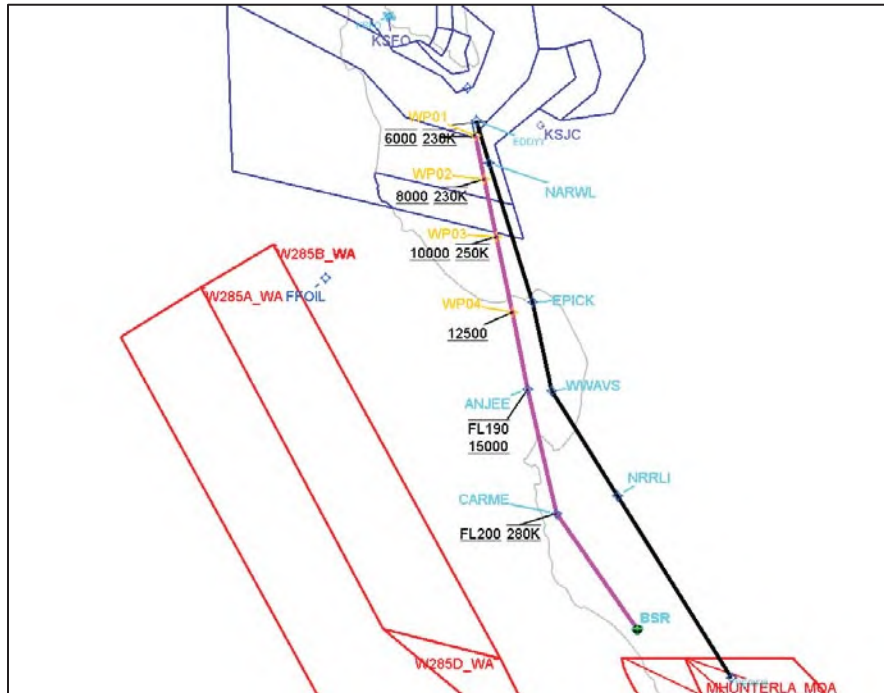 KSFO
WP01
6000 230K
EDDYY
KSJC
WP02
NARWL
8000 230K
WP03
W285B_WA
10000 250K
W285A_WA
FFOIL
EPICK
WP04
12500
WWAVS
ANJEE
FL190
15000
NRRLI
CARME
FL200 280K
BSR
W285D_WA
MHUNTERLA_MOA